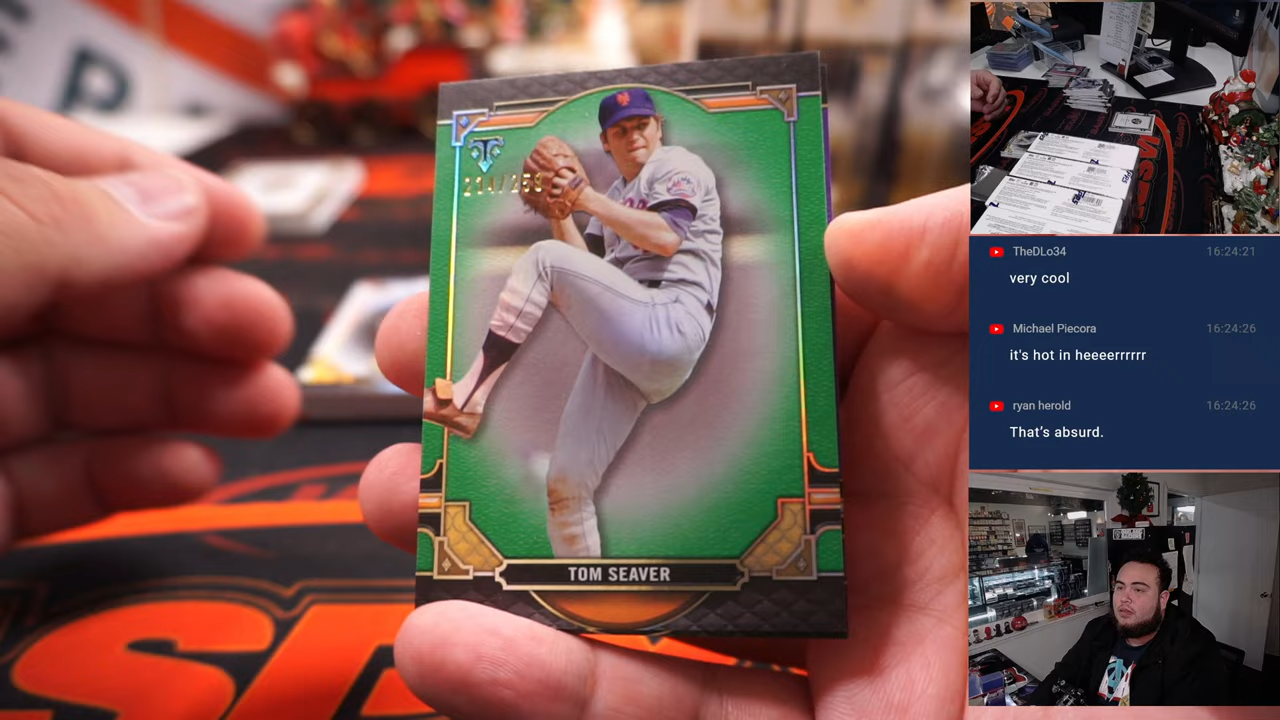 TOM SEAVER
TheDLo34 16:24:21
very cool
Michael Piecora 16:24:26
it's hot in heeeerrrrrr
ryan herold 16:24:26
That's absurd.